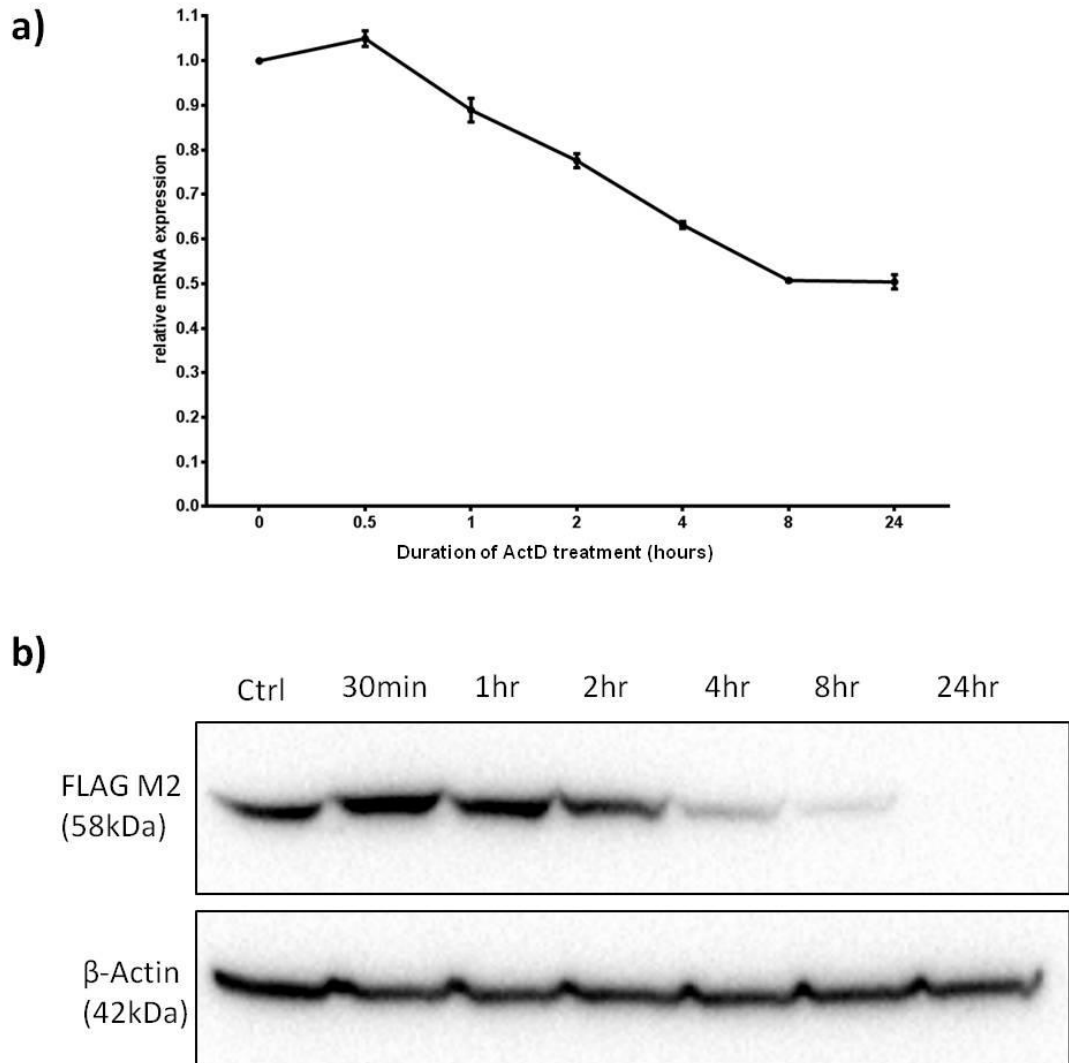 a)
1.1
1.0
0.9
0.8
0.7
0.6
0.5
0.4
0.3
0.2
0.1
0.0
relative mRNA expression
0 0.5 1 2 4 8 24
Duration of ActD treatment (hours)
b)
Ctrl 30min 1hr 2hr 4hr 8hr 24hr
FLAG M2
(58kDa)
β-Actin
(42kDa)